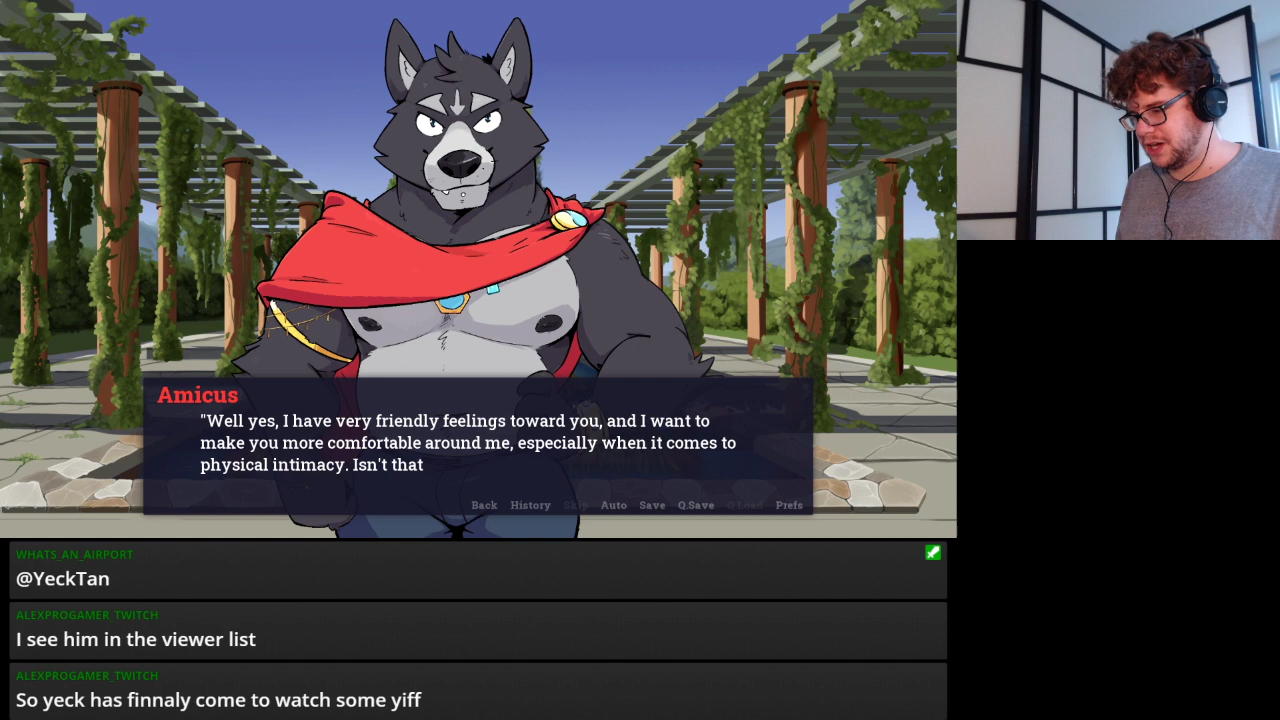 Amicus
"Well yes, I have very friendly feelings toward you, and I want to
make you more comfortable around me, especially when it comes to
physical intimacy. Isn't that
Back History Skip Auto Save Q.Save Q.Load Prefs
WHATS_AN_AIRPORT
@YeckTan
ALEXPROGAMER_TWITCH
I see him in the viewer list
ALEXPROGAMER_TWITCH
So yeck has finnaly come to watch some yiff